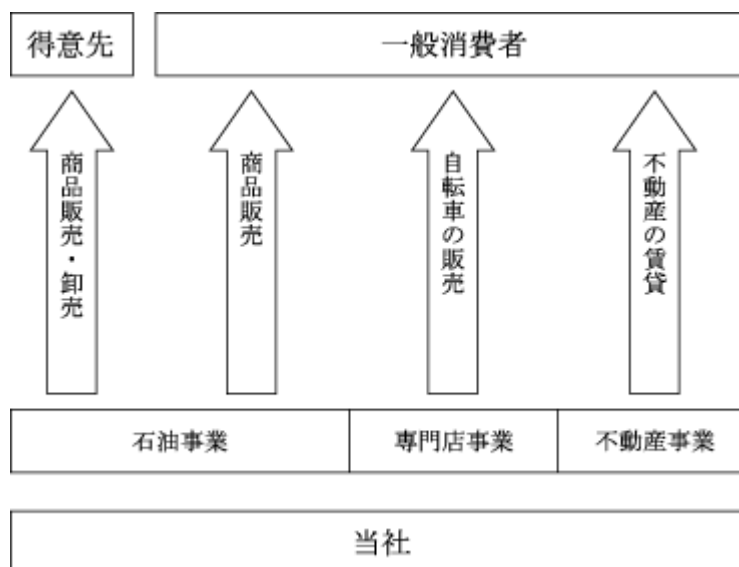 得意先
一般消費者
商品販売・卸売
商品販売
自転車の販売
不動産の賃貸
石油事業
専門店事業
不動産事業
当社